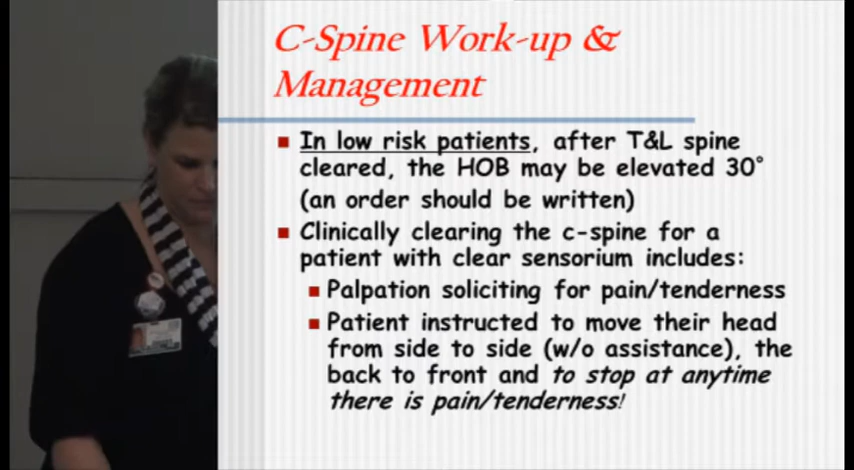 C-Spine Work-up &
Management
In low risk patients, after T&L spine
cleared, the HOB may be elevated 30°
(an order should be written)
Clinically clearing the c-spine for a
patient with clear sensorium includes:
Palpation soliciting for pain/tenderness
Patient instructed to move their head
from side to side (w/o assistance), the
back to front and to stop at anytime
there is pain/tenderness!